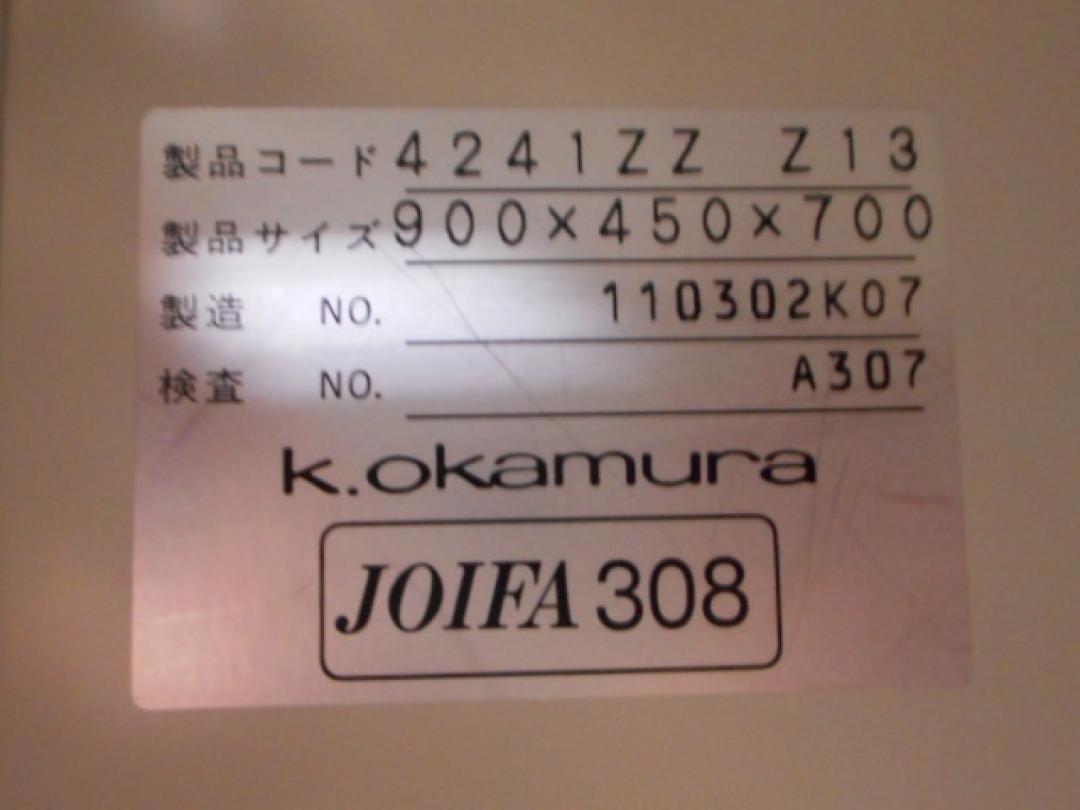 製品コード 4241ZZ Z13
製品サイズ 900×450×700
製造 NO. 110302K07
検査 NO. A307
k.okamura
JOIFA 308